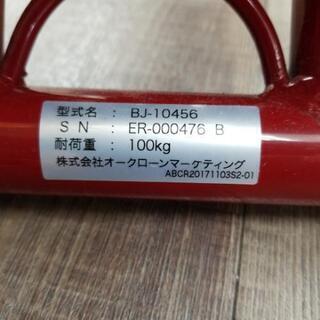 型式名 : BJ-10456
SN : ER-000476 B
耐荷重 : 100kg
株式会社オークローンマーケティング
ABCR20171103S2-01